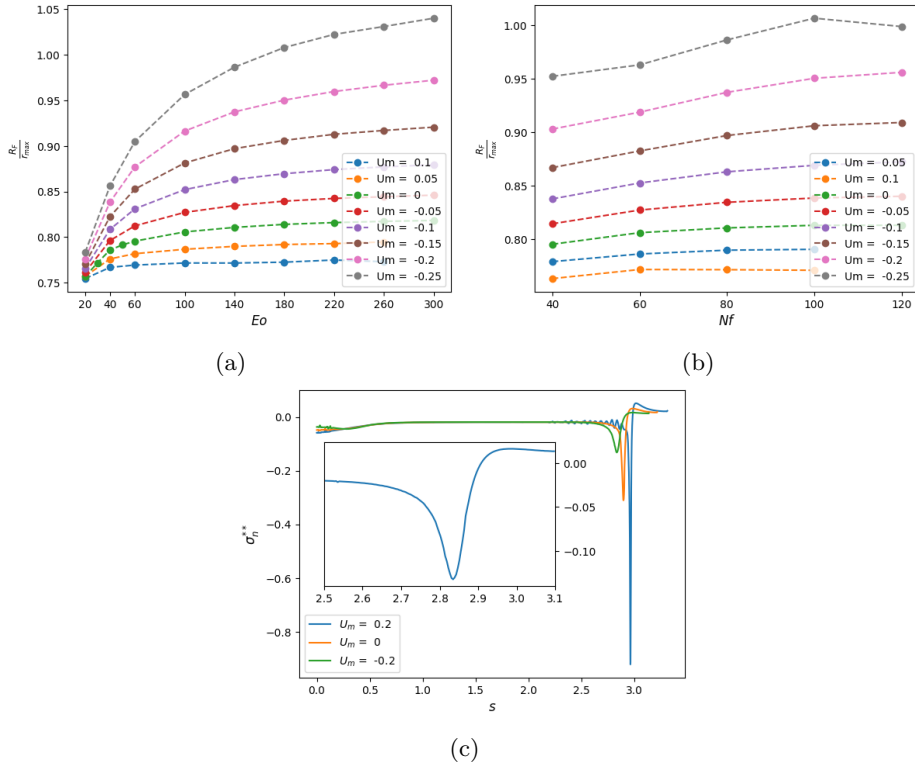 1.05
1.00
0.95
0.90
0.85
0.80
0.75
R_F / r_max
20 40 60 100 140 180 220 260 300
Eo
Um = 0.1
Um = 0.05
Um = 0
Um = -0.05
Um = -0.1
Um = -0.15
Um = -0.2
Um = -0.25
(a)
1.00
0.95
0.90
0.85
0.80
R_F / r_max
40 60 80 100 120
Nf
Um = 0.05
Um = 0.1
Um = 0
Um = -0.05
Um = -0.1
Um = -0.15
Um = -0.2
Um = -0.25
(b)
0.0
−0.2
−0.4
−0.6
−0.8
σ_n^**
0.00
−0.05
−0.10
2.5 2.6 2.7 2.8 2.9 3.0 3.1
U_m = 0.2
U_m = 0
U_m = -0.2
0.0 0.5 1.0 1.5 2.0 2.5 3.0
s
(c)